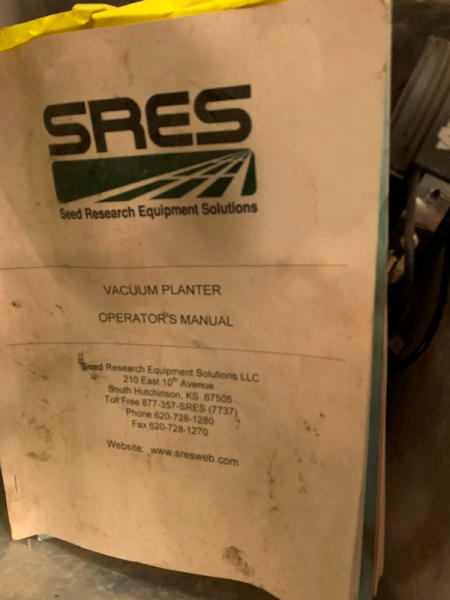 SRES
Seed Research Equipment Solutions
VACUUM PLANTER
OPERATOR'S MANUAL
Seed Research Equipment Solutions LLC
210 East 10th Avenue
South Hutchinson, KS 67505
Toll Free 877-357-SRES (7737)
Phone 620-728-1280
Fax 620-728-1270
Website: www.sresweb.com